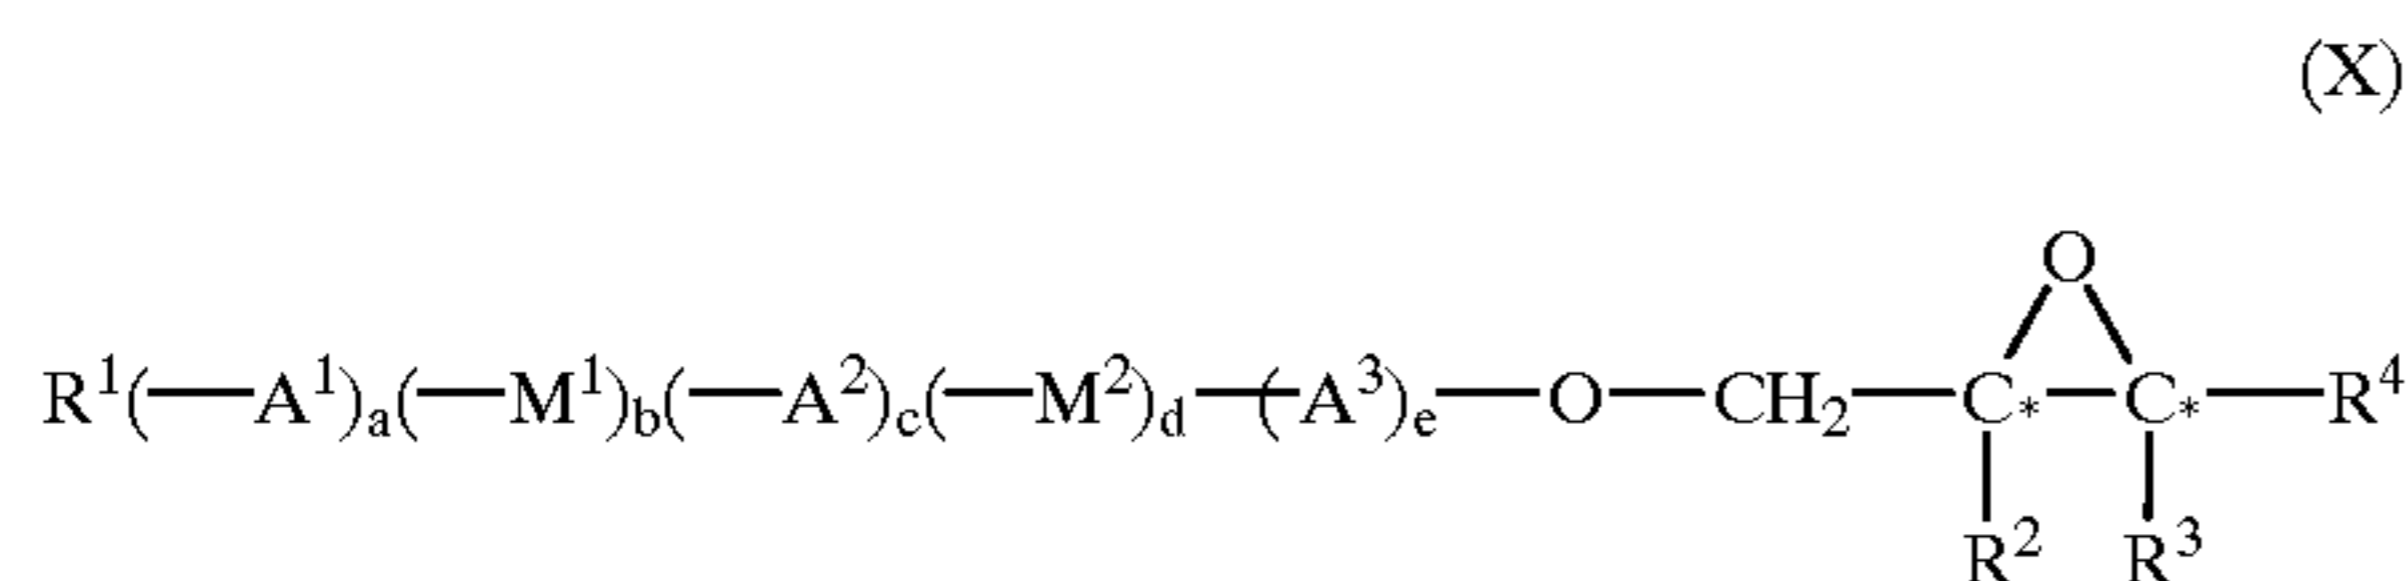 (X)
O
R¹(—A¹)a(—M¹)b(—A²)c(—M²)d—(A³)e—O—CH₂—C*—C*—R⁴
R² R³